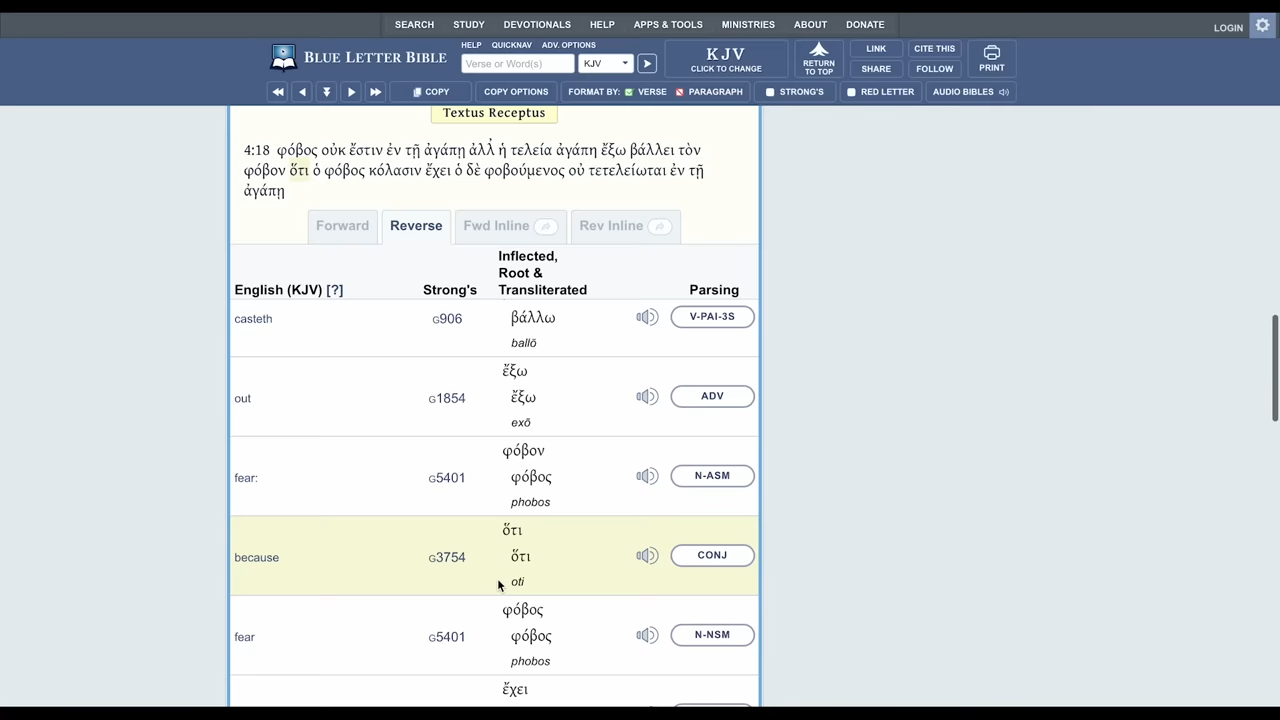 SEARCH STUDY DEVOTIONALS HELP APPS & TOOLS MINISTRIES ABOUT DONATE LOGIN
BLUE LETTER BIBLE
HELP QUICKNAV ADV. OPTIONS
Verse or Word(s) KJV
KJV
CLICK TO CHANGE
RETURN
TO TOP
LINK CITE THIS
SHARE FOLLOW
PRINT
COPY COPY OPTIONS FORMAT BY: VERSE PARAGRAPH STRONG'S RED LETTER AUDIO BIBLES
Textus Receptus
4:18 φόβος οὐκ ἔστιν ἐν τῇ ἀγάπῃ ἀλλ̓ ἡ τελεία ἀγάπη ἔξω βάλλει τὸν
φόβον ὅτι ὁ φόβος κόλασιν ἔχει ὁ δὲ φοβούμενος οὐ τετελείωται ἐν τῇ
ἀγάπῃ
Forward Reverse Fwd Inline Rev Inline
English (KJV) [?] Strong's Inflected,
Root &
Transliterated Parsing
casteth G906 βάλλω V-PAI-3S
ballō
ἔξω
out G1854 ἔξω ADV
exō
φόβον
fear: G5401 φόβος N-ASM
phobos
ὅτι
because G3754 ὅτι CONJ
oti
φόβος
fear G5401 φόβος N-NSM
phobos
ἔχει